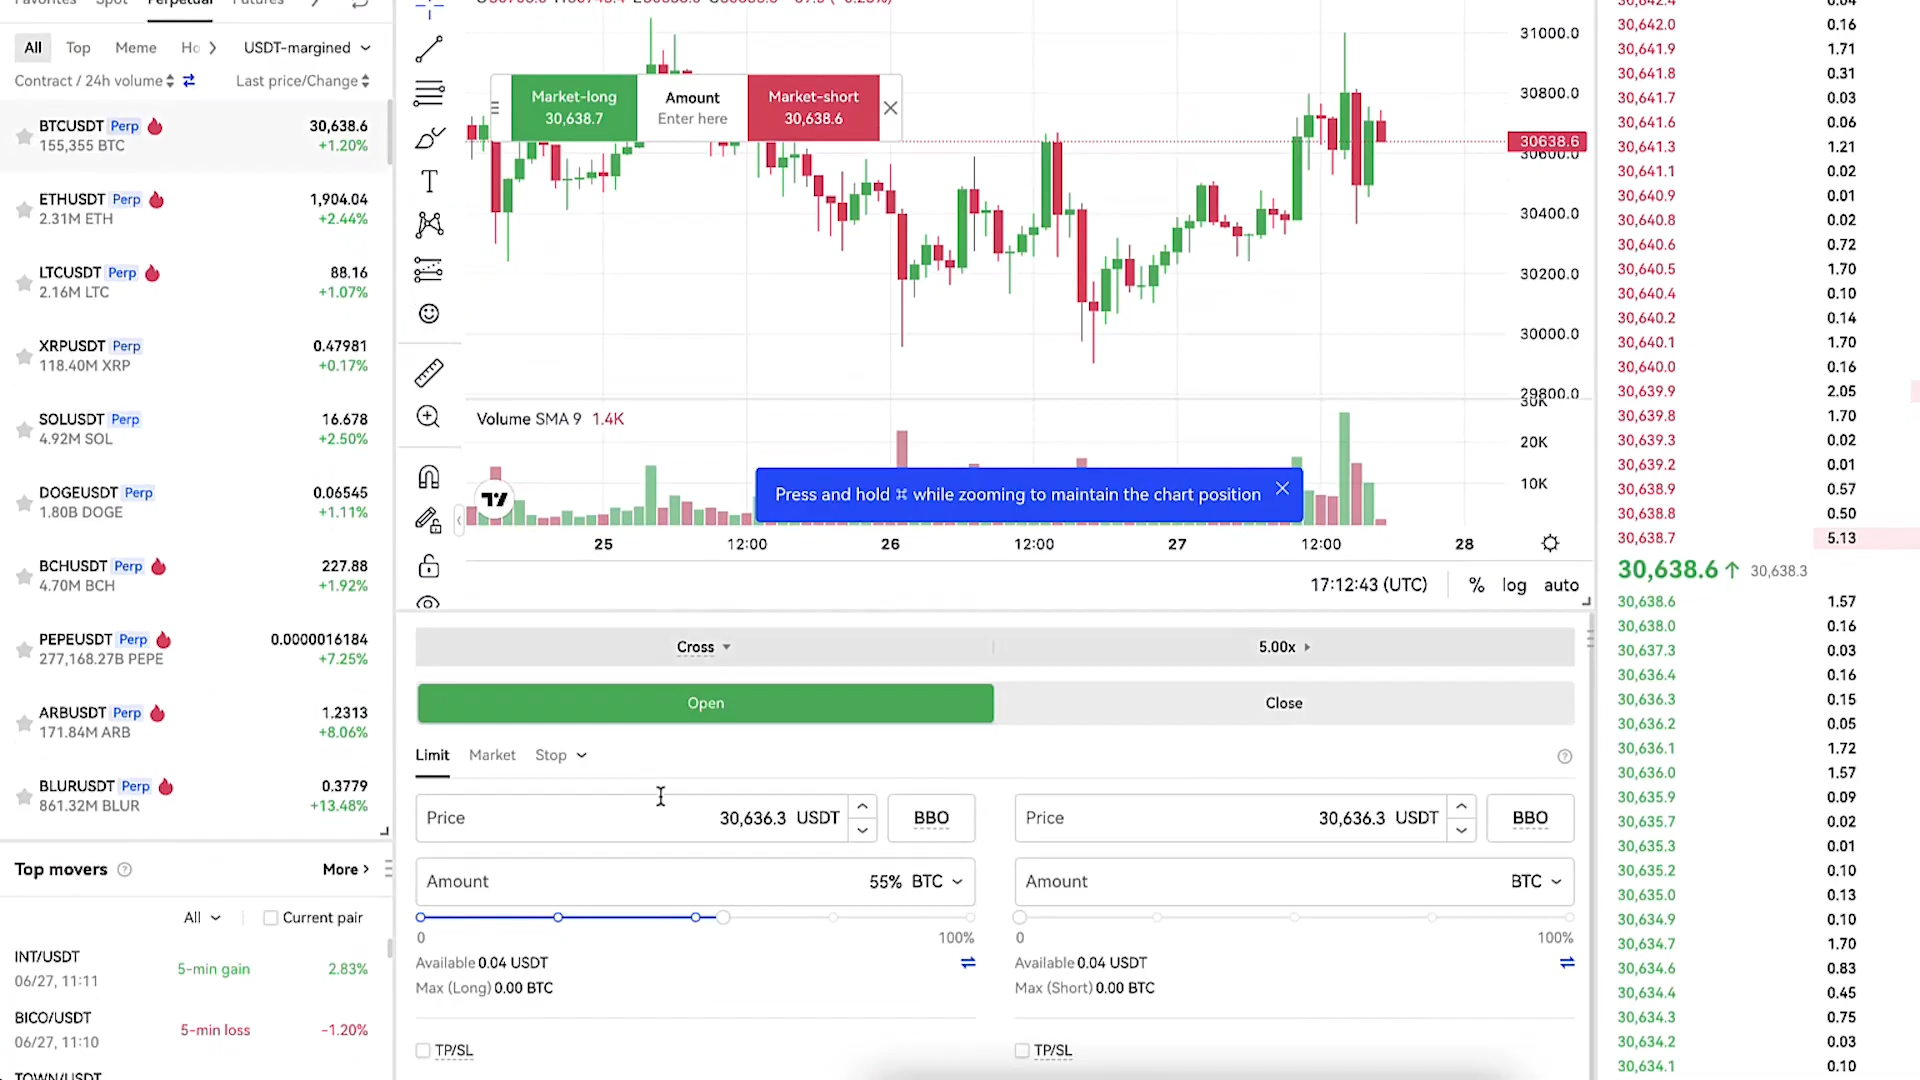 Favorites Spot Perpetual Futures
All Top Meme Ho USDT-margined
Contract / 24h volume Last price/Change
BTCUSDT Perp 30,638.6
155,355 BTC +1.20%
ETHUSDT Perp 1,904.04
2.31M ETH +2.44%
LTCUSDT Perp 88.16
2.16M LTC +1.07%
XRPUSDT Perp 0.47981
118.40M XRP +0.17%
SOLUSDT Perp 16.678
4.92M SOL +2.50%
DOGEUSDT Perp 0.06545
1.80B DOGE +1.11%
BCHUSDT Perp 227.88
4.70M BCH +1.92%
PEPEUSDT Perp 0.0000016184
277,168.27B PEPE +7.25%
ARBUSDT Perp 1.2313
171.84M ARB +8.06%
BLURUSDT Perp 0.3779
861.32M BLUR +13.48%
Top movers More >
All Current pair
INT/USDT 5-min gain 2.83%
06/27, 11:11
BICO/USDT 5-min loss -1.20%
06/27, 11:10
TOWN/USDT
Market-long
30,638.7
Amount
Enter here
Market-short
30,638.6
31000.0
30800.0
30638.6
30600.0
30400.0
30200.0
30000.0
29800.0
Volume SMA 9 1.4K
30K
20K
10K
Press and hold ⌘ while zooming to maintain the chart position
25 12:00 26 12:00 27 12:00 28
17:12:43 (UTC) % log auto
Cross 5.00x
Open Close
Limit Market Stop
Price 30,636.3 USDT BBO
Amount 55% BTC
0 100%
Available 0.04 USDT
Max (Long) 0.00 BTC
TP/SL
Price 30,636.3 USDT BBO
Amount BTC
0 100%
Available 0.04 USDT
Max (Short) 0.00 BTC
TP/SL
30,642.4 0.04
30,642.0 0.16
30,641.9 1.71
30,641.8 0.31
30,641.7 0.03
30,641.6 0.06
30,641.3 1.21
30,641.1 0.02
30,640.9 0.01
30,640.8 0.02
30,640.6 0.72
30,640.5 1.70
30,640.4 0.10
30,640.2 0.14
30,640.1 1.70
30,640.0 0.16
30,639.9 2.05
30,639.8 1.70
30,639.3 0.02
30,639.2 0.01
30,638.9 0.57
30,638.8 0.50
30,638.7 5.13
30,638.6 ↑ 30,638.3
30,638.6 1.57
30,638.0 0.16
30,637.3 0.03
30,636.4 0.16
30,636.3 0.15
30,636.2 0.05
30,636.1 1.72
30,636.0 1.57
30,635.9 0.09
30,635.7 0.02
30,635.3 0.01
30,635.2 0.10
30,635.0 0.13
30,634.9 0.10
30,634.7 1.70
30,634.6 0.83
30,634.4 0.45
30,634.3 0.75
30,634.2 0.03
30,634.1 0.10